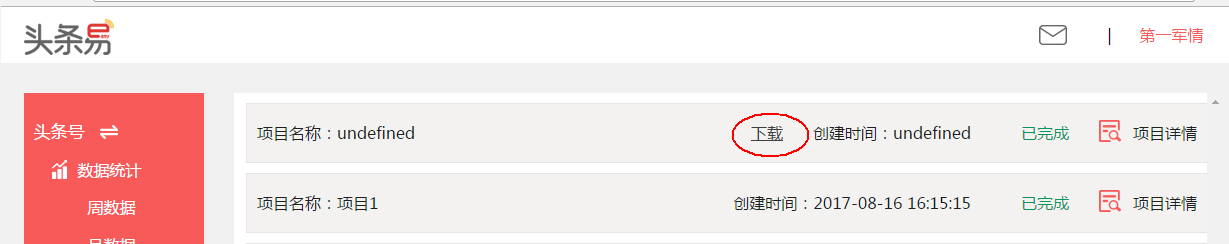 头条易
| 第一军情
头条号
数据统计
周数据
月数据
项目名称：undefined 下载 创建时间：undefined 已完成 项目详情
项目名称：项目1 创建时间：2017-08-16 16:15:15 已完成 项目详情